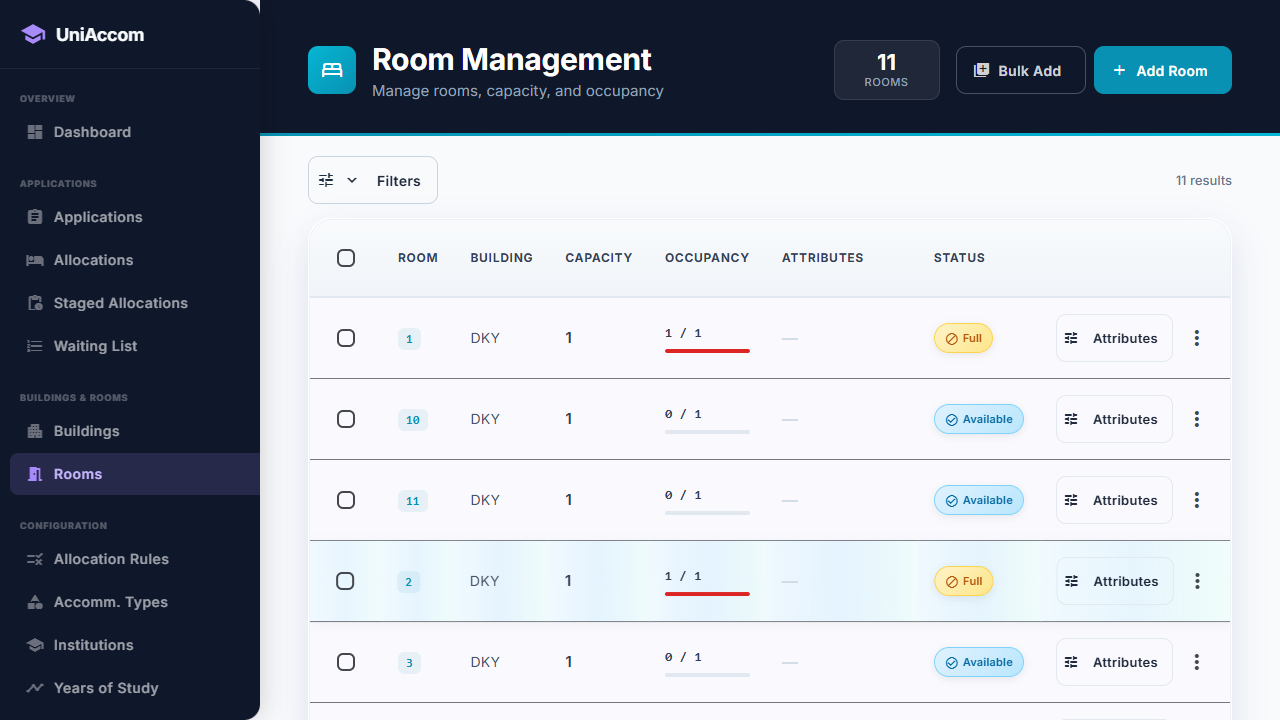 UniAccom
OVERVIEW
Dashboard
APPLICATIONS
Applications
Allocations
Staged Allocations
Waiting List
BUILDINGS & ROOMS
Buildings
Rooms
CONFIGURATION
Allocation Rules
Accomm. Types
Institutions
Years of Study
Room Management
Manage rooms, capacity, and occupancy
11
ROOMS
Bulk Add
Add Room
Filters
11 results
ROOM BUILDING CAPACITY OCCUPANCY ATTRIBUTES STATUS
1 DKY 1 1 / 1 — Full Attributes
10 DKY 1 0 / 1 — Available Attributes
11 DKY 1 0 / 1 — Available Attributes
2 DKY 1 1 / 1 — Full Attributes
3 DKY 1 0 / 1 — Available Attributes